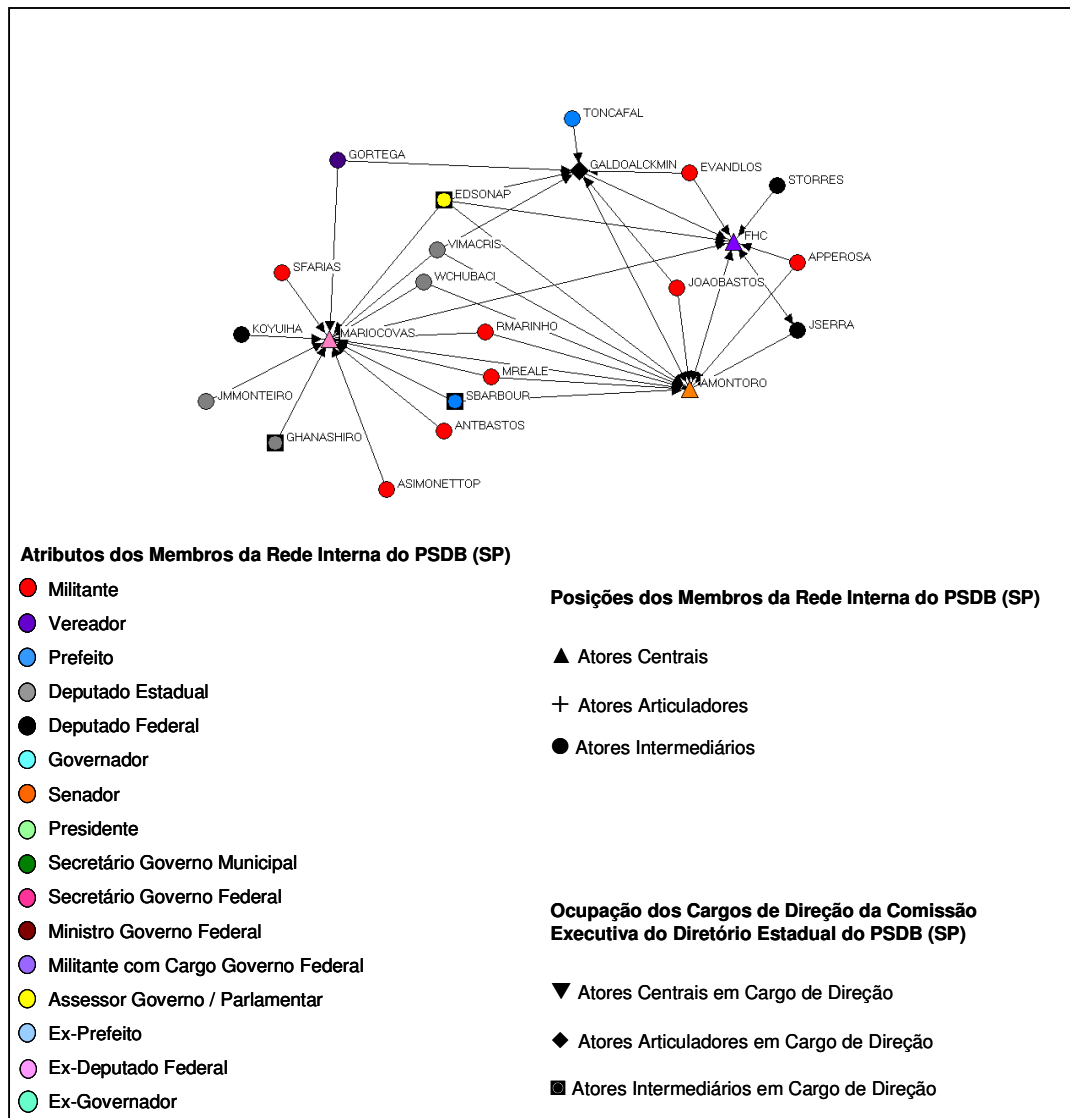 TONCAFAL
GORTEGA
GALDOALCKMIN
EVANDLOS
STORRES
EDSONAP
VIMACRIS
FHC
SFARIAS
WCHUBACI
APPEROSA
JOAOBASTOS
KOYUIHA
MARIOCOVAS
RMARINHO
JSERRA
MREALE
AMONTORO
JMMONTEIRO
SBARBOUR
ANTBASTOS
GHANASHIRO
ASIMONETTOP
Atributos dos Membros da Rede Interna do PSDB (SP)
Militante
Vereador
Prefeito
Deputado Estadual
Deputado Federal
Governador
Senador
Presidente
Secretário Governo Municipal
Secretário Governo Federal
Ministro Governo Federal
Militante com Cargo Governo Federal
Assessor Governo / Parlamentar
Ex-Prefeito
Ex-Deputado Federal
Ex-Governador
Posições dos Membros da Rede Interna do PSDB (SP)
Atores Centrais
Atores Articuladores
Atores Intermediários
Ocupação dos Cargos de Direção da Comissão
Executiva do Diretório Estadual do PSDB (SP)
Atores Centrais em Cargo de Direção
Atores Articuladores em Cargo de Direção
Atores Intermediários em Cargo de Direção